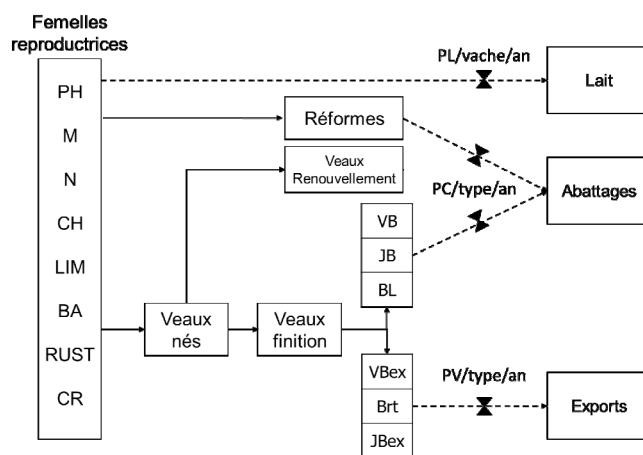 Femelles
reproductrices
PH
M
N
CH
LIM
BA
RUST
CR
PL/vache/an
Lait
Réformes
Veaux
Renouvellement
PC/type/an
Abattages
VB
JB
BL
Veaux
nés
Veaux
finition
VBex
Brt
JBex
PV/type/an
Exports